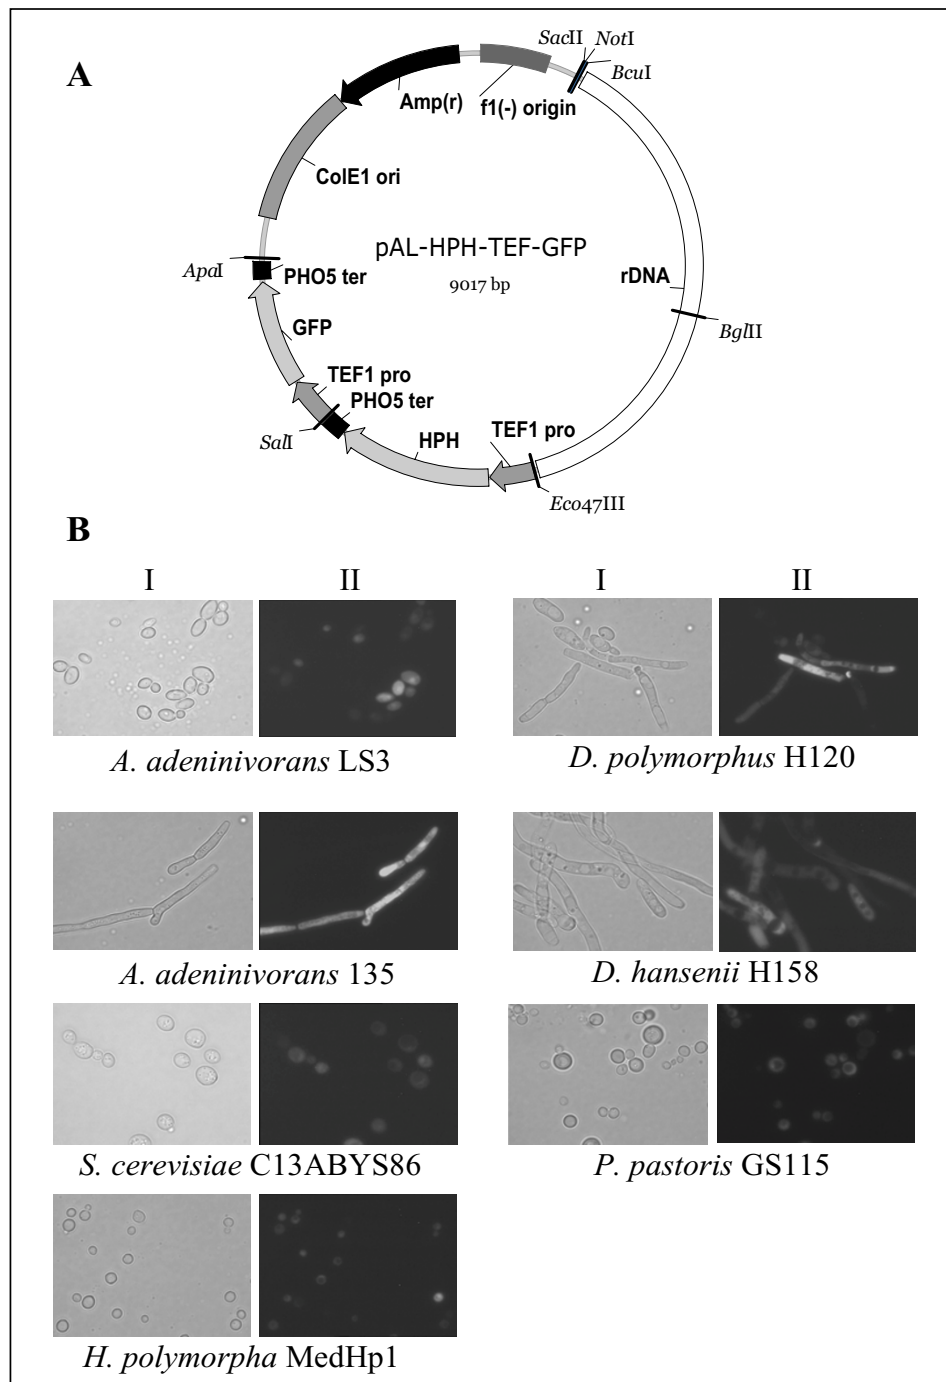 A
SacII NotI
BcuI
Amp(r)
f1(-) origin
ColE1 ori
pAL-HPH-TEF-GFP
9017 bp
ApaI
PHO5 ter
rDNA
GFP
BglII
TEF1 pro
PHO5 ter
SalI
HPH
TEF1 pro
Eco47III
B
I II I II
A. adeninivorans LS3
D. polymorphus H120
A. adeninivorans 135
D. hansenii H158
S. cerevisiae C13ABYS86
P. pastoris GS115
H. polymorpha MedHp1